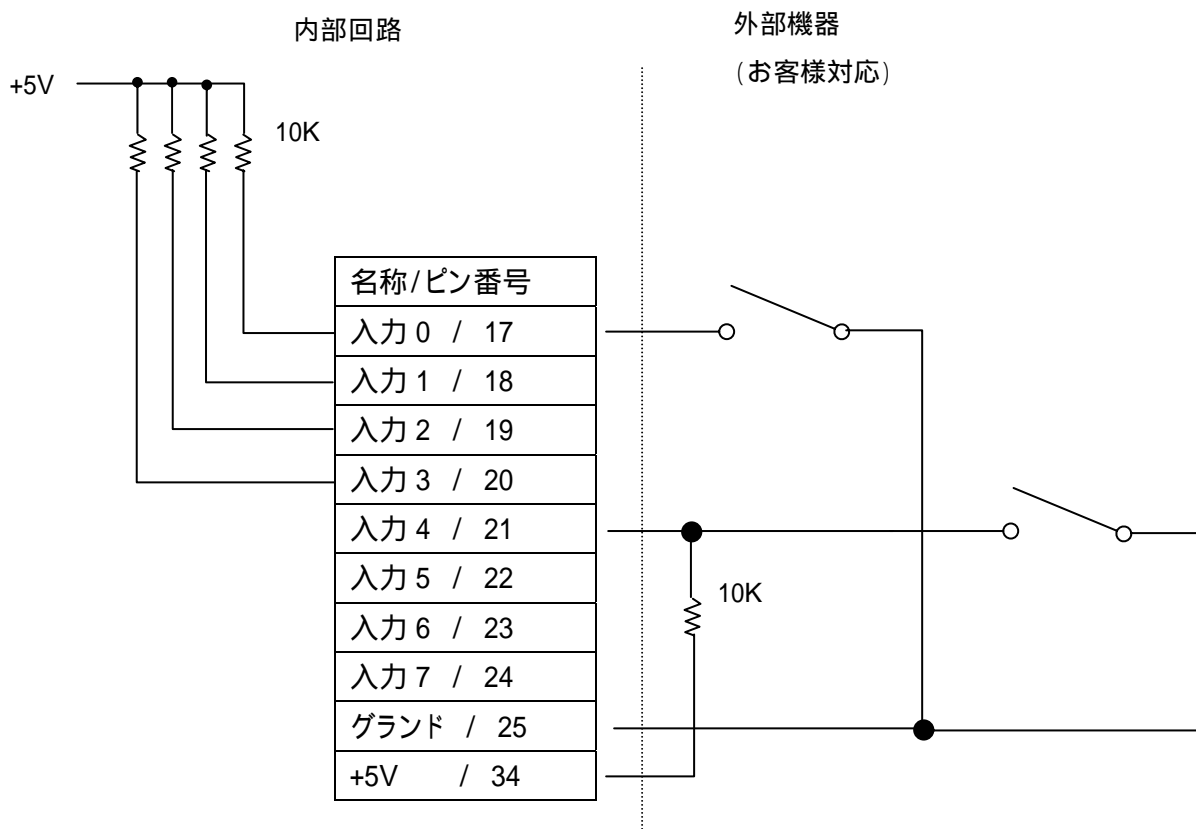 内部回路
外部機器
(お客様対応)
+5V
10K
名称/ピン番号
入力 0 / 17
入力 1 / 18
入力 2 / 19
入力 3 / 20
入力 4 / 21
入力 5 / 22
入力 6 / 23
入力 7 / 24
グランド / 25
+5V / 34
10K